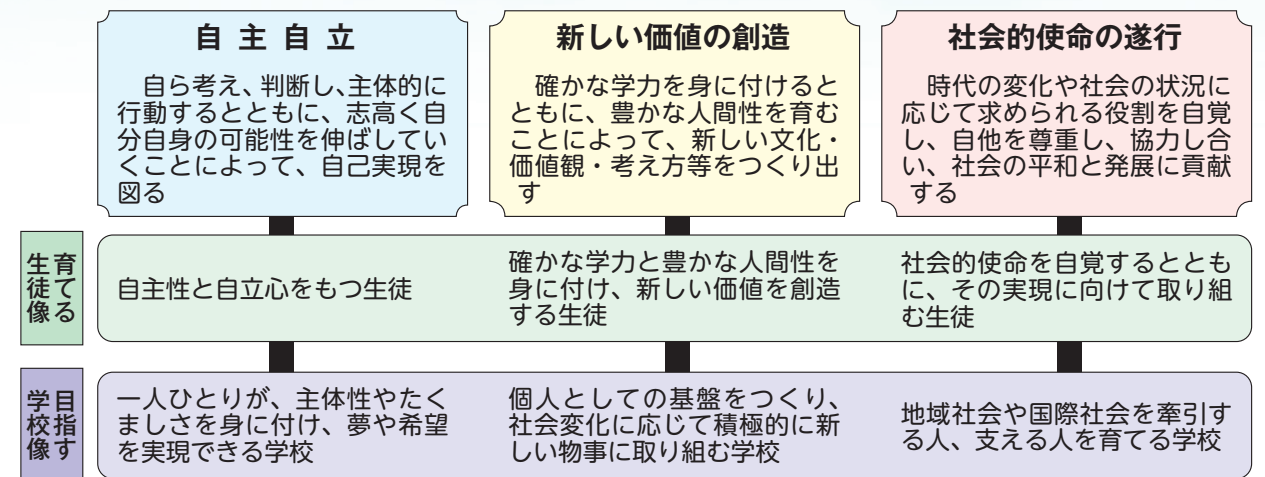 自主自立
自ら考え、判断し、主体的に
行動するとともに、志高く自
分自身の可能性を伸ばしてい
くことによって、自己実現を
図る
新しい価値の創造
確かな学力を身に付けると
ともに、豊かな人間性を育む
ことによって、新しい文化・
価値観・考え方等をつくり出
す
社会的使命の遂行
時代の変化や社会の状況に
応じて求められる役割を自覚
し、自他を尊重し、協力し合
い、社会の平和と発展に貢献
する
育てる
生徒像
自主性と自立心をもつ生徒
確かな学力と豊かな人間性を
身に付け、新しい価値を創造
する生徒
社会的使命を自覚するととも
に、その実現に向けて取り組
む生徒
目指す
学校像
一人ひとりが、主体性やたく
ましさを身に付け、夢や希望
を実現できる学校
個人としての基盤をつくり、
社会変化に応じて積極的に新
しい物事に取り組む学校
地域社会や国際社会を牽引す
る人、支える人を育てる学校